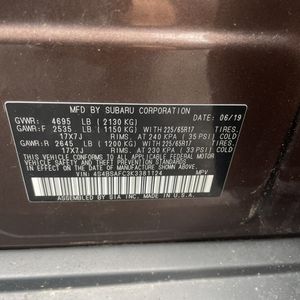 MFD. BY SUBARU CORPORATION
GVWR: 4695 LB (2130 KG) DATE: 06/19
GAWR:F 2535 LB (1150 KG) WITH 225/65R17 TIRES.
17X7J RIMS.AT 240 KPA ( 35 PSI) COLD
GAWR:R 2645 LB (1200 KG) WITH 225/65R17 TIRES.
17X7J RIMS.AT 230 KPA ( 33 PSI) COLD
THIS VEHICLE CONFORMS TO ALL APPLICABLE
FEDERAL MOTOR VEHICLE SAFETY AND
THEFT PREVENTION STANDARDS IN
EFFECT ON THE DATE OF MANUFACTURE
SHOWN ABOVE.
VIN: 4S4BSAFC3K3381124 MPV
ASSEMBLED BY SIA INC. MADE IN U.S.A.